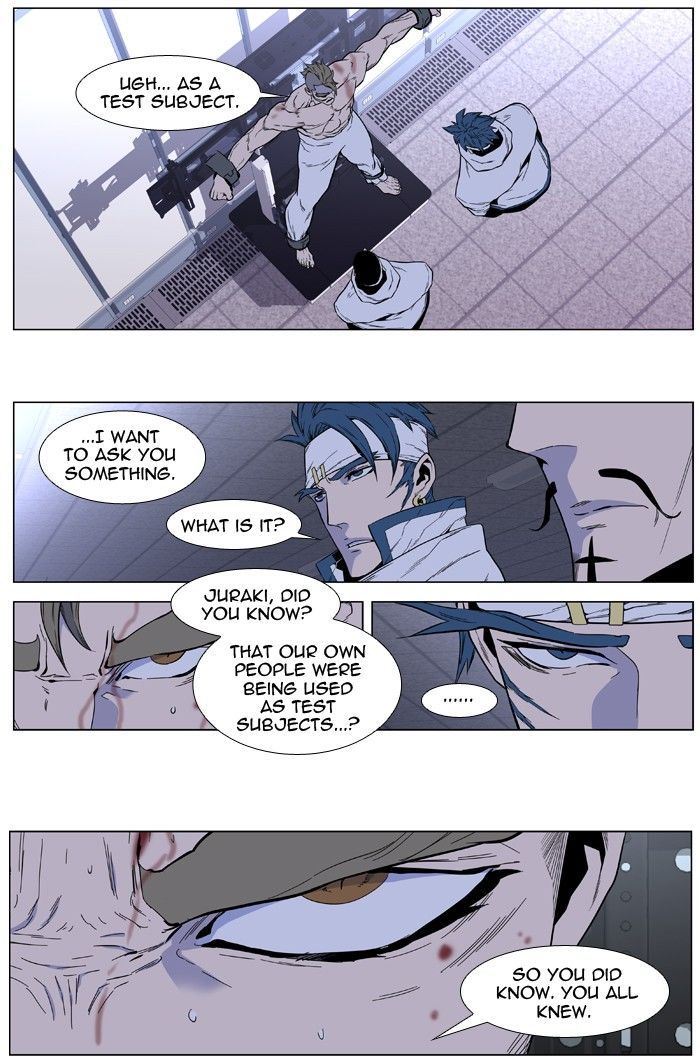 UGH... AS A
TEST SUBJECT.
...I WANT
TO ASK YOU
SOMETHING.
WHAT IS IT?
JURAKI, DID
YOU KNOW?
THAT OUR OWN
PEOPLE WERE
BEING USED
AS TEST
SUBJECTS...?
......
SO YOU DID
KNOW. YOU ALL
KNEW.